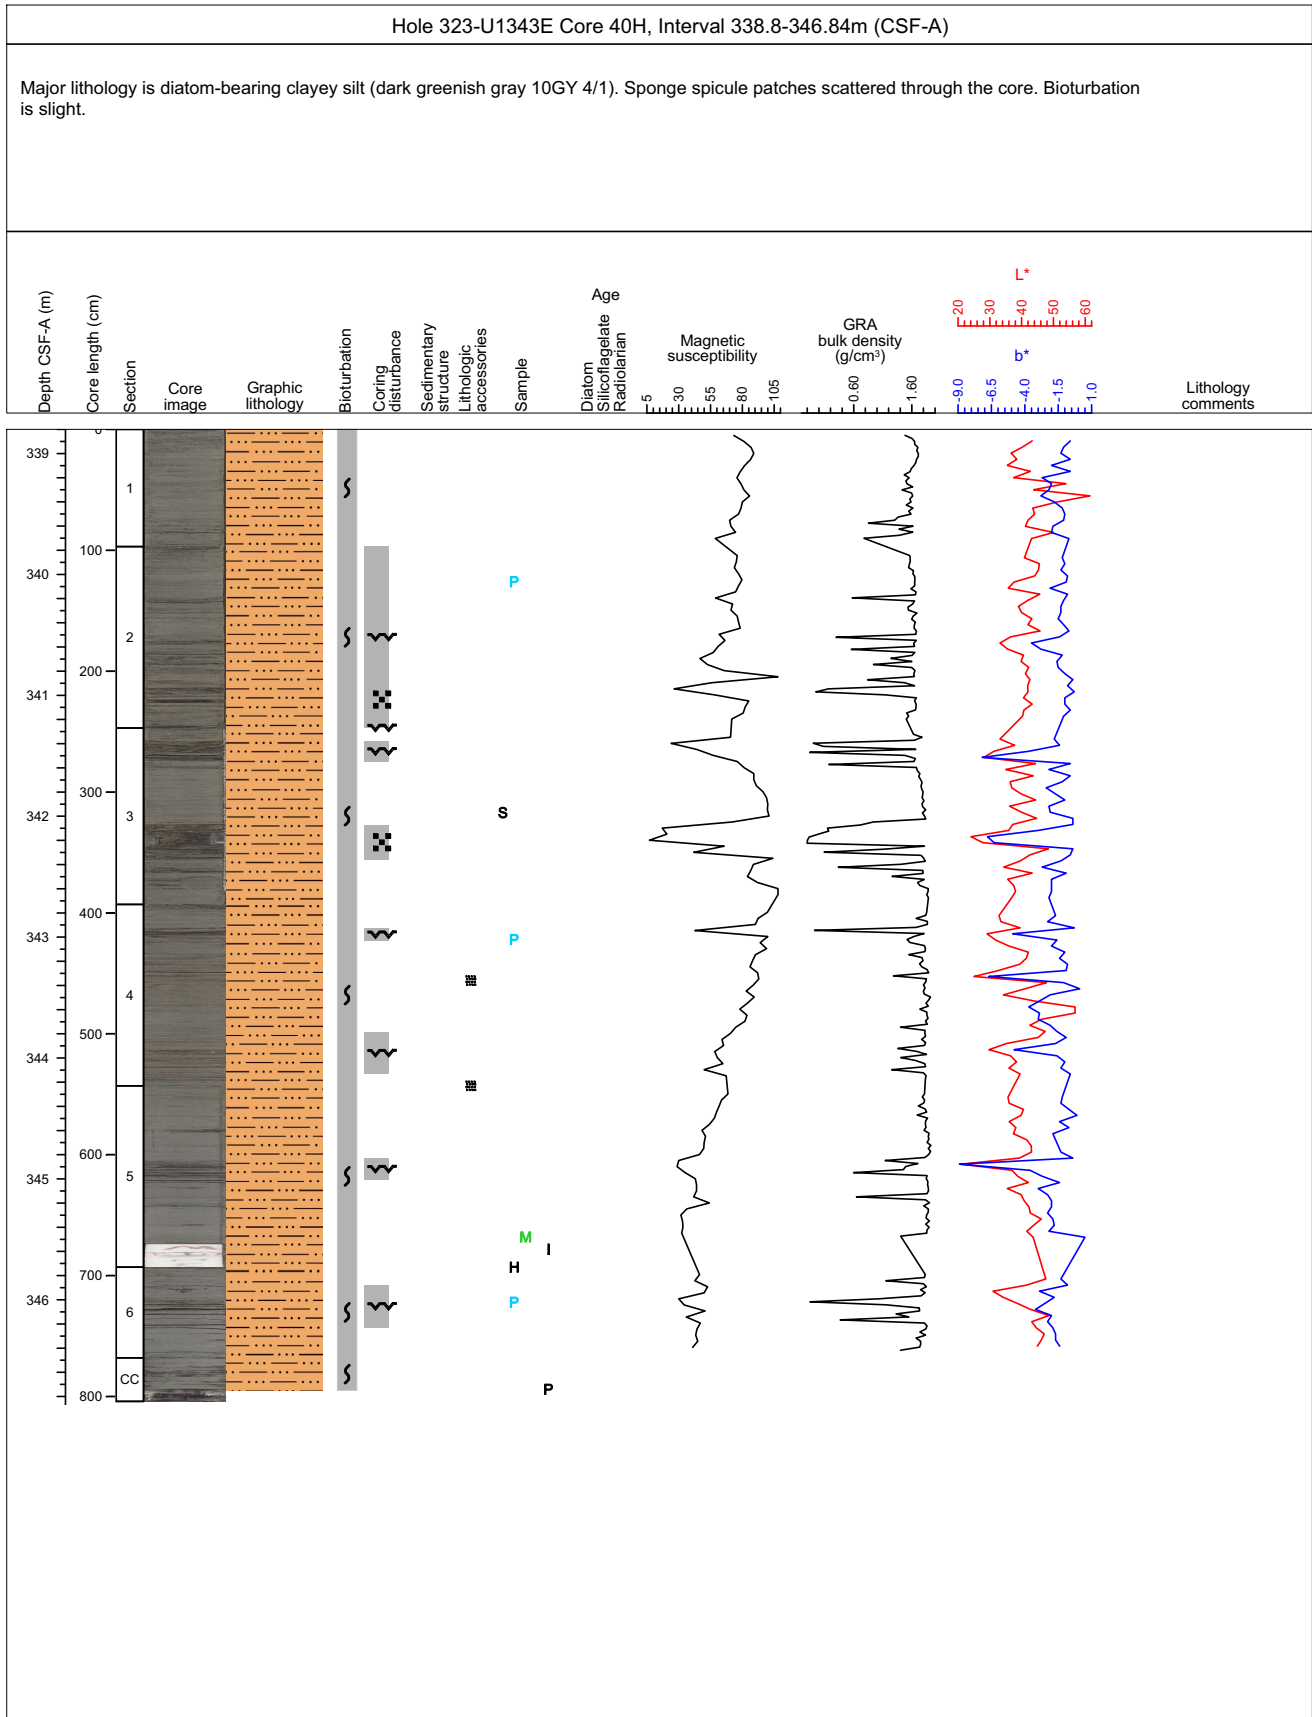 Hole 323-U1343E Core 40H, Interval 338.8-346.84m (CSF-A)
Major lithology is diatom-bearing clayey silt (dark greenish gray 10GY 4/1). Sponge spicule patches scattered through the core. Bioturbation
is slight.
Depth CSF-A (m)
Core length (cm)
Section
Core
image
Graphic
lithology
Bioturbation
Coring
disturbance
Sedimentary
structure
Lithologic
accessories
Sample
Age
Diatom
Silicoflagelate
Radiolarian
Magnetic
susceptibility
5 30 55 80 105
GRA
bulk density
(g/cm³)
0.60 1.60
L*
20 30 40 50 60
b*
-9.0 -6.5 -4.0 -1.5 1.0
Lithology
comments
339
1
100
340
P
2
200
341
300
342
3
S
400
343
P
4
500
344
600
345
5
M
I
H
700
346
P
6
CC
P
800